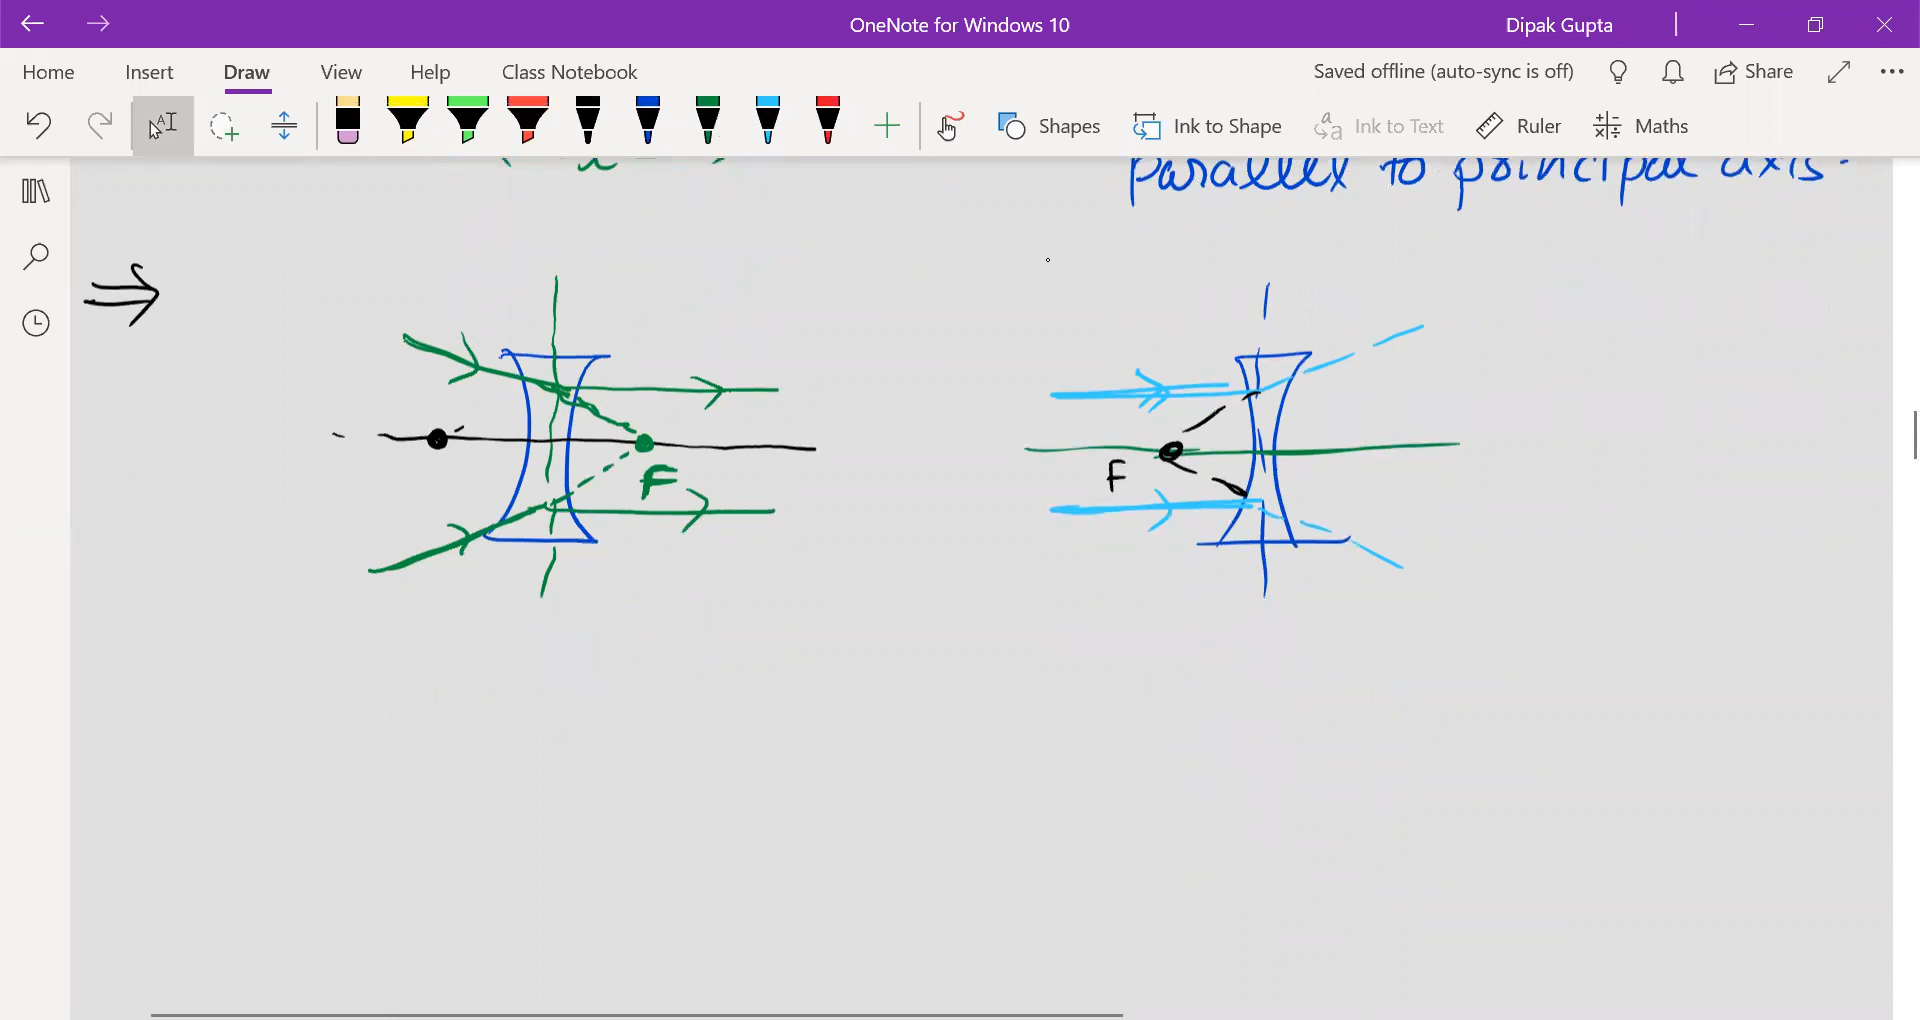 OneNote for Windows 10
Dipak Gupta
Home Insert Draw View Help Class Notebook
Saved offline (auto-sync is off) Share
Shapes Ink to Shape Ink to Text Ruler Maths
parallel to principal axis.
F
F